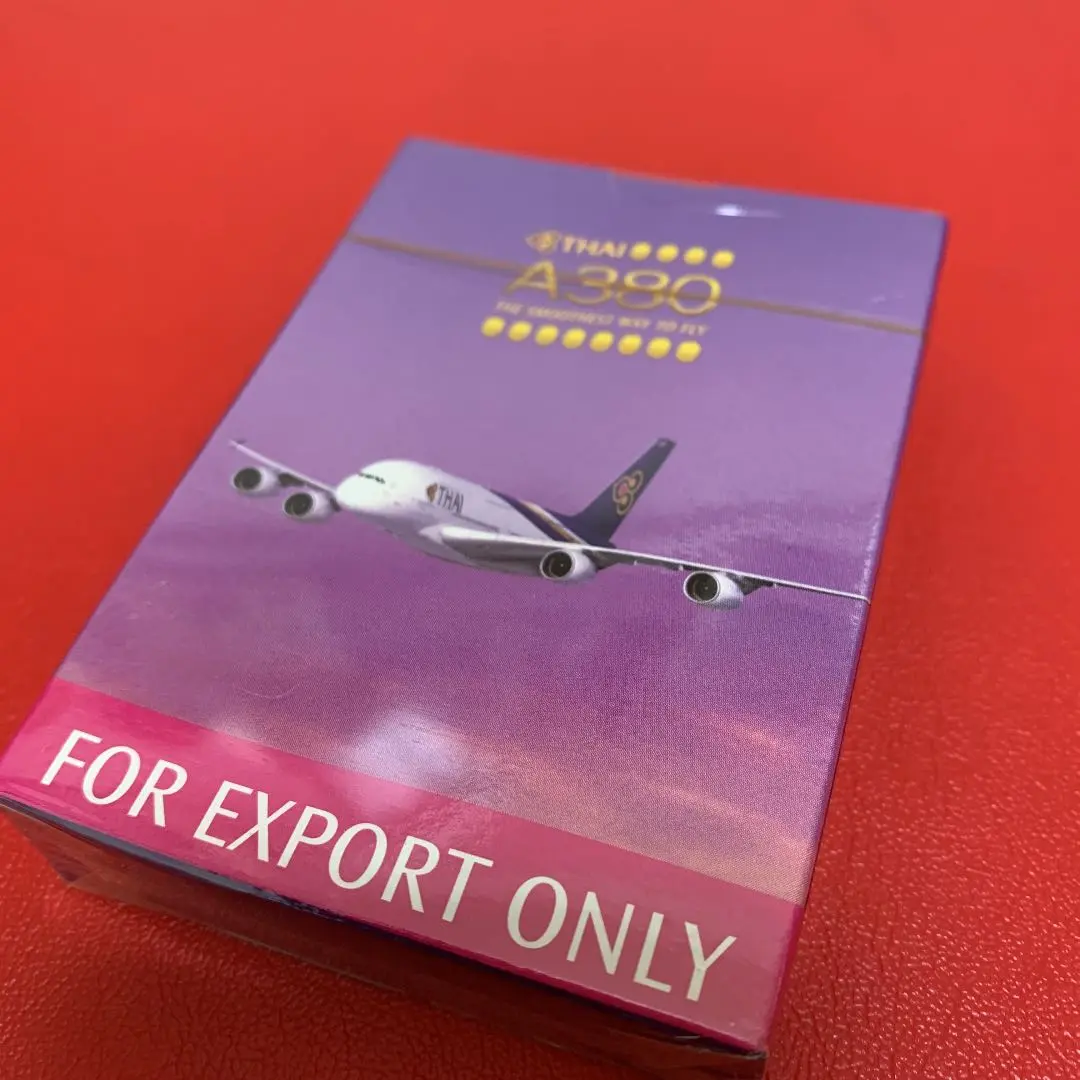 THAI
A380
THE SMOOTHEST WAY TO FLY
THAI
FOR EXPORT ONLY